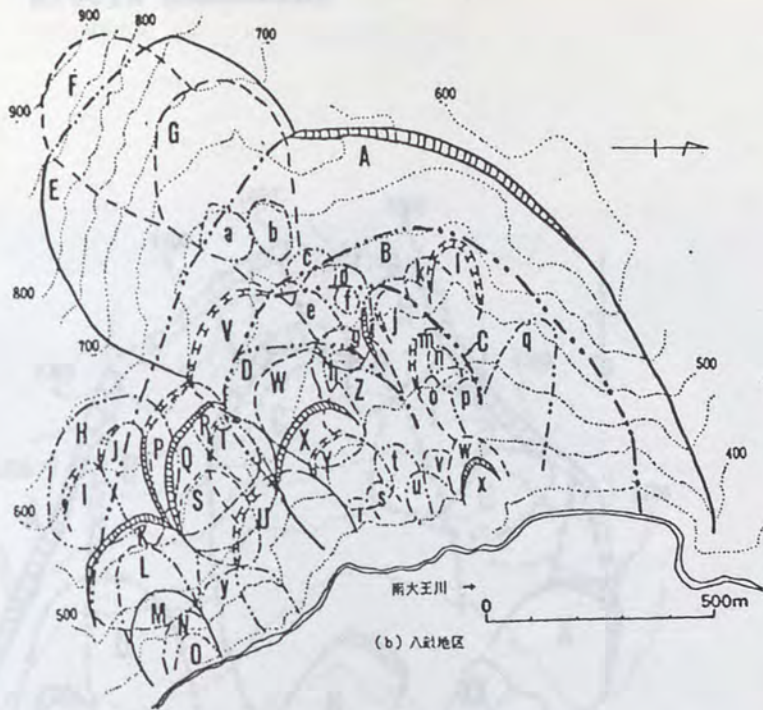 900
800
700
600
F
G
A
900
E
a
b
B
c
d
k
l
800
f
e
j
V
g
m
n
C
q
500
700
D
h
W
Z
o
p
H
J
P
R
T
X
400
Q
Y
t
v
w
I
S
s
u
x
600
r
U
K
L
y
南大王川 →
0 500m
500
M
N
O
(b) 八畝地区